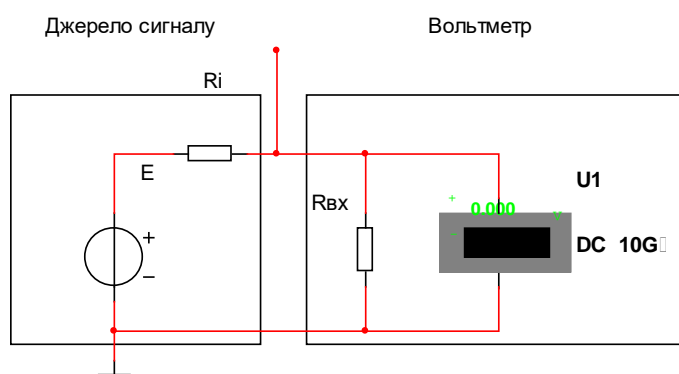 Джерело сигналу
Вольтметр
Ri
E
+
−
Rвх
+
0.000
V
−
U1
DC 10G